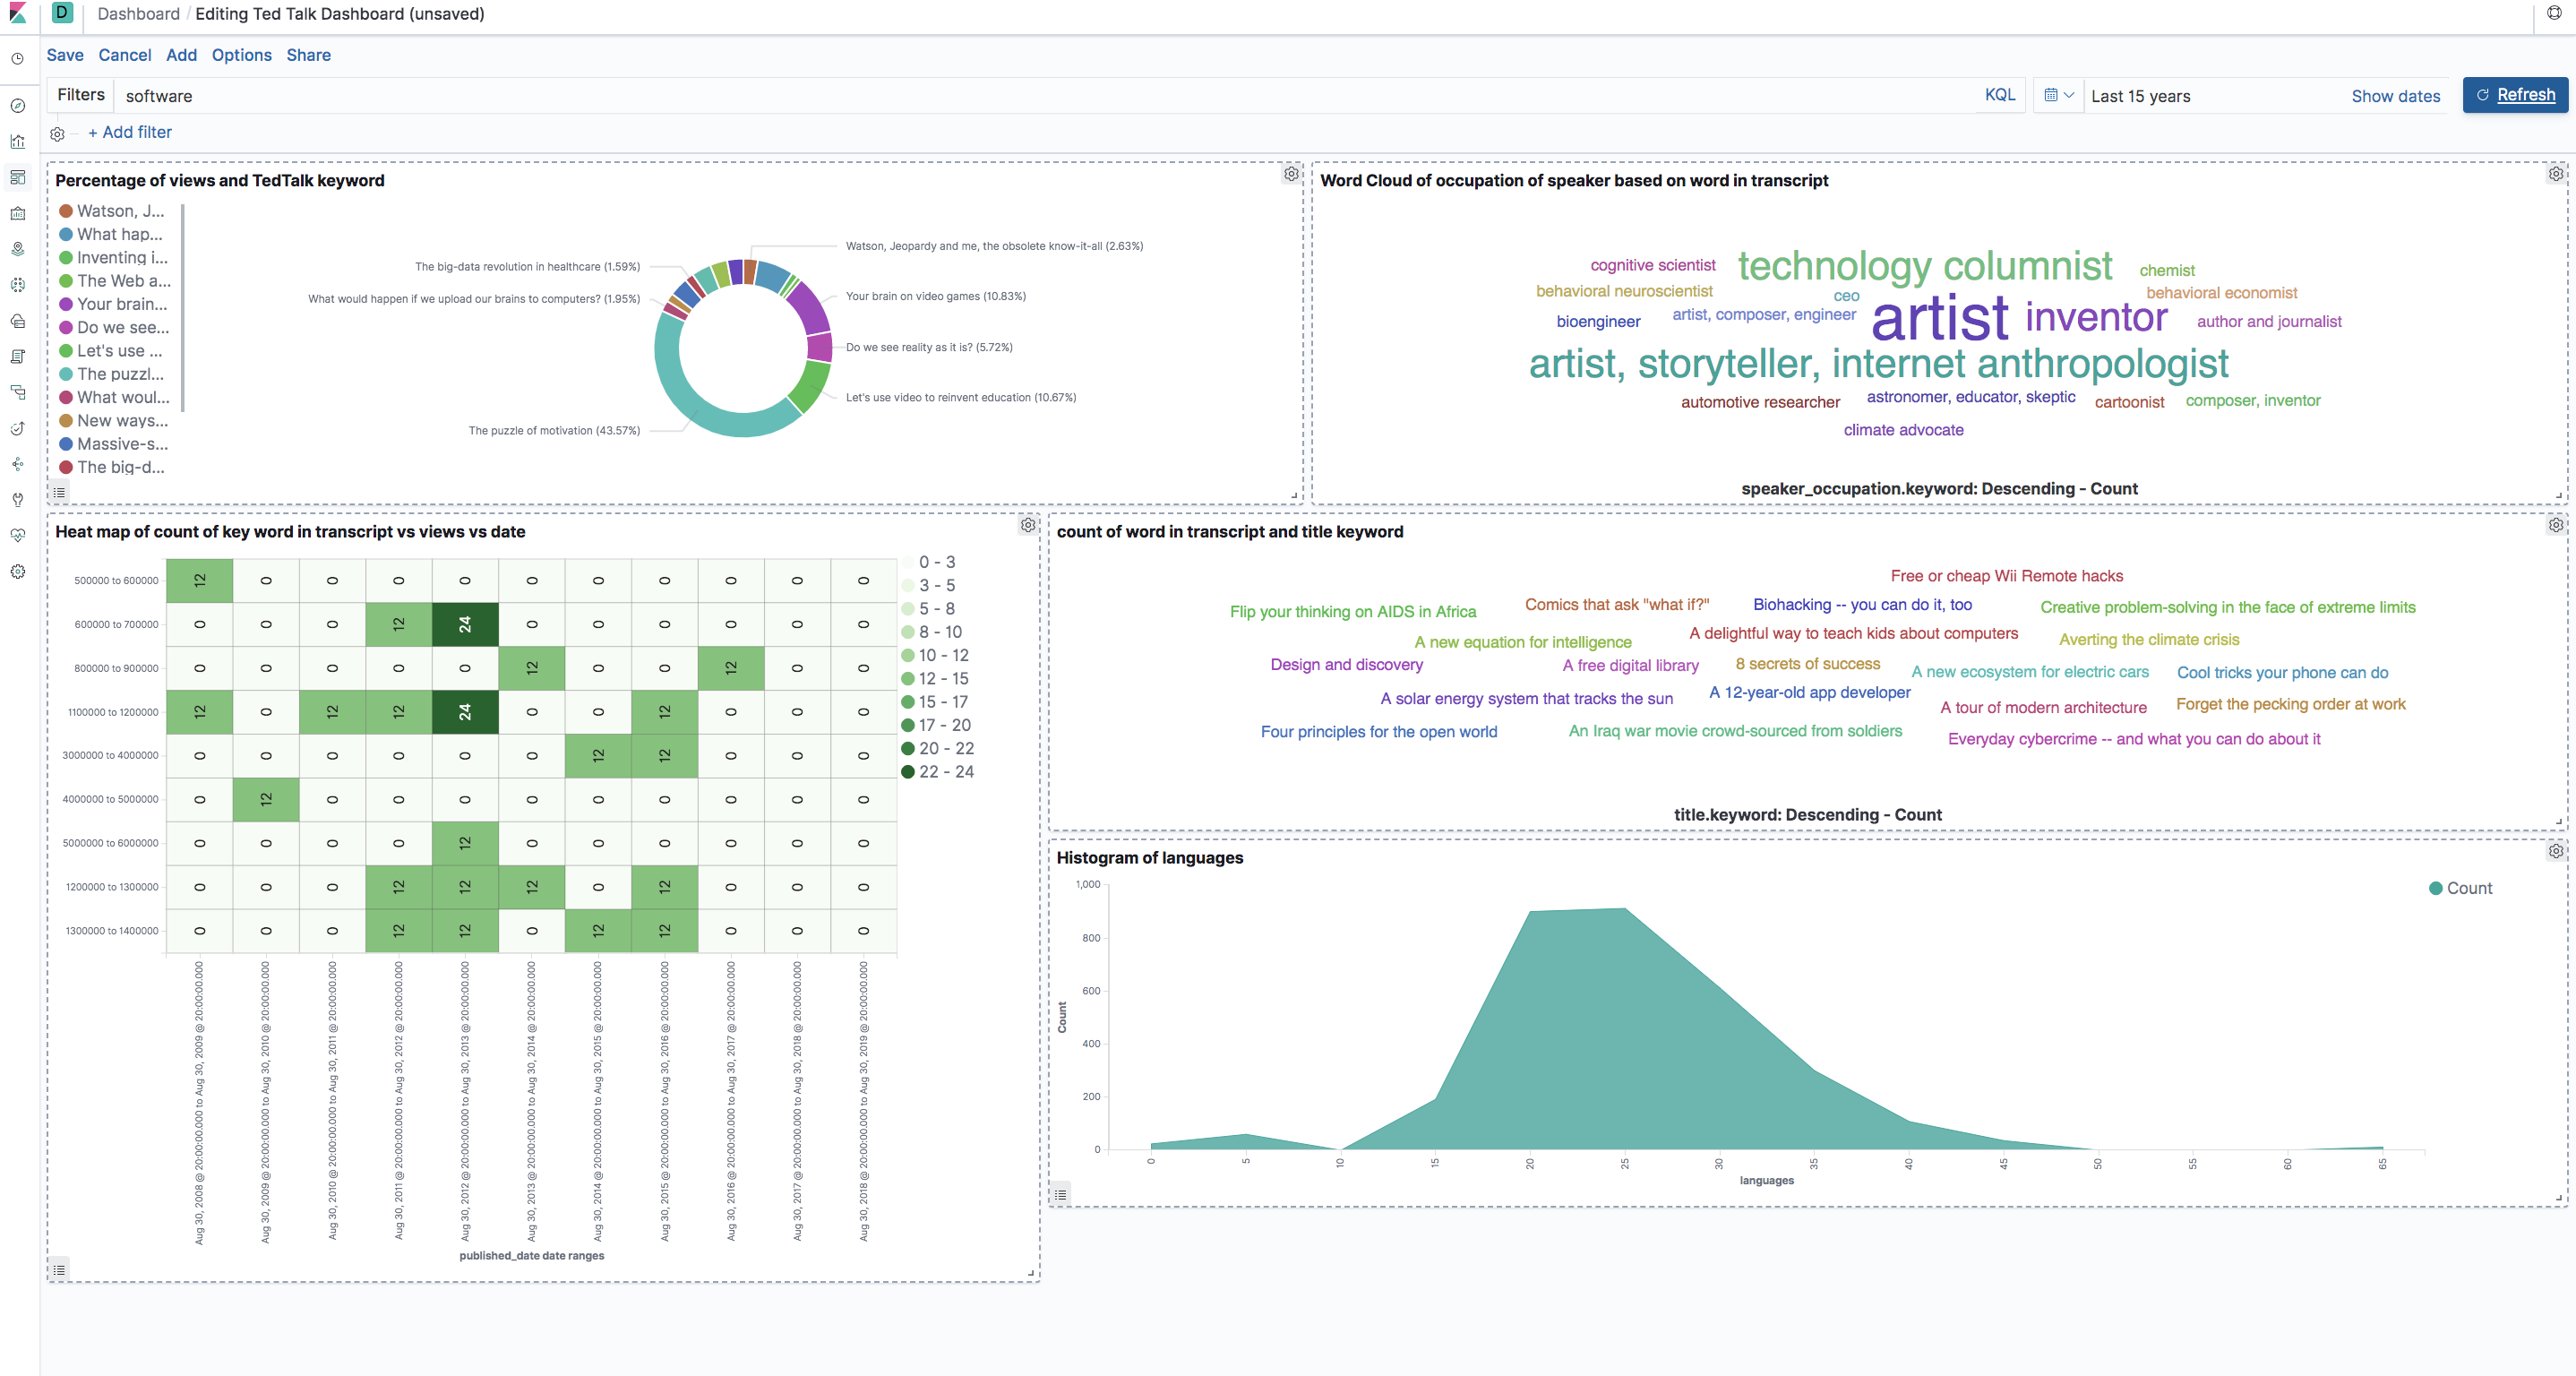 D Dashboard / Editing Ted Talk Dashboard (unsaved)
Save Cancel Add Options Share
Filters software KQL Last 15 years Show dates Refresh
+ Add filter
Percentage of views and TedTalk keyword
Watson, J...
What hap...
Inventing i...
The Web a...
Your brain...
Do we see...
Let's use ...
The puzzl...
What woul...
New ways...
Massive-s...
The big-d...
Watson, Jeopardy and me, the obsolete know-it-all (2.63%)
The big-data revolution in healthcare (1.59%)
What would happen if we upload our brains to computers? (1.95%)
Your brain on video games (10.83%)
Do we see reality as it is? (5.72%)
Let's use video to reinvent education (10.67%)
The puzzle of motivation (43.57%)
Word Cloud of occupation of speaker based on word in transcript
cognitive scientist technology columnist chemist
behavioral neuroscientist ceo behavioral economist
bioengineer artist, composer, engineer artist inventor author and journalist
artist, storyteller, internet anthropologist
automotive researcher astronomer, educator, skeptic cartoonist composer, inventor
climate advocate
speaker_occupation.keyword: Descending - Count
Heat map of count of key word in transcript vs views vs date
500000 to 600000 12 0 0 0 0 0 0 0 0 0 0
600000 to 700000 0 0 0 12 24 0 0 0 0 0 0
800000 to 900000 0 0 0 0 0 12 0 0 12 0 0
1100000 to 1200000 12 0 12 12 24 0 0 12 0 0 0
3000000 to 4000000 0 0 0 0 0 0 12 12 0 0 0
4000000 to 5000000 0 12 0 0 0 0 0 0 0 0 0
5000000 to 6000000 0 0 0 0 12 0 0 0 0 0 0
1200000 to 1300000 0 0 0 12 12 12 0 12 0 0 0
1300000 to 1400000 0 0 0 12 12 0 12 12 0 0 0
Aug 30, 2008 @ 20:00:00.000 to Aug 30, 2009 @ 20:00:00.000
Aug 30, 2009 @ 20:00:00.000 to Aug 30, 2010 @ 20:00:00.000
Aug 30, 2010 @ 20:00:00.000 to Aug 30, 2011 @ 20:00:00.000
Aug 30, 2011 @ 20:00:00.000 to Aug 30, 2012 @ 20:00:00.000
Aug 30, 2012 @ 20:00:00.000 to Aug 30, 2013 @ 20:00:00.000
Aug 30, 2013 @ 20:00:00.000 to Aug 30, 2014 @ 20:00:00.000
Aug 30, 2014 @ 20:00:00.000 to Aug 30, 2015 @ 20:00:00.000
Aug 30, 2015 @ 20:00:00.000 to Aug 30, 2016 @ 20:00:00.000
Aug 30, 2016 @ 20:00:00.000 to Aug 30, 2017 @ 20:00:00.000
Aug 30, 2017 @ 20:00:00.000 to Aug 30, 2018 @ 20:00:00.000
Aug 30, 2018 @ 20:00:00.000 to Aug 30, 2019 @ 20:00:00.000
published_date date ranges
0 - 3
3 - 5
5 - 8
8 - 10
10 - 12
12 - 15
15 - 17
17 - 20
20 - 22
22 - 24
count of word in transcript and title keyword
Free or cheap Wii Remote hacks
Flip your thinking on AIDS in Africa Comics that ask "what if?" Biohacking -- you can do it, too Creative problem-solving in the face of extreme limits
A new equation for intelligence A delightful way to teach kids about computers Averting the climate crisis
Design and discovery A free digital library 8 secrets of success A new ecosystem for electric cars Cool tricks your phone can do
A solar energy system that tracks the sun A 12-year-old app developer A tour of modern architecture Forget the pecking order at work
Four principles for the open world An Iraq war movie crowd-sourced from soldiers Everyday cybercrime -- and what you can do about it
title.keyword: Descending - Count
Histogram of languages
Count
1,000
800
600
400
200
0
Count
0 5 10 15 20 25 30 35 40 45 50 55 60 65
languages